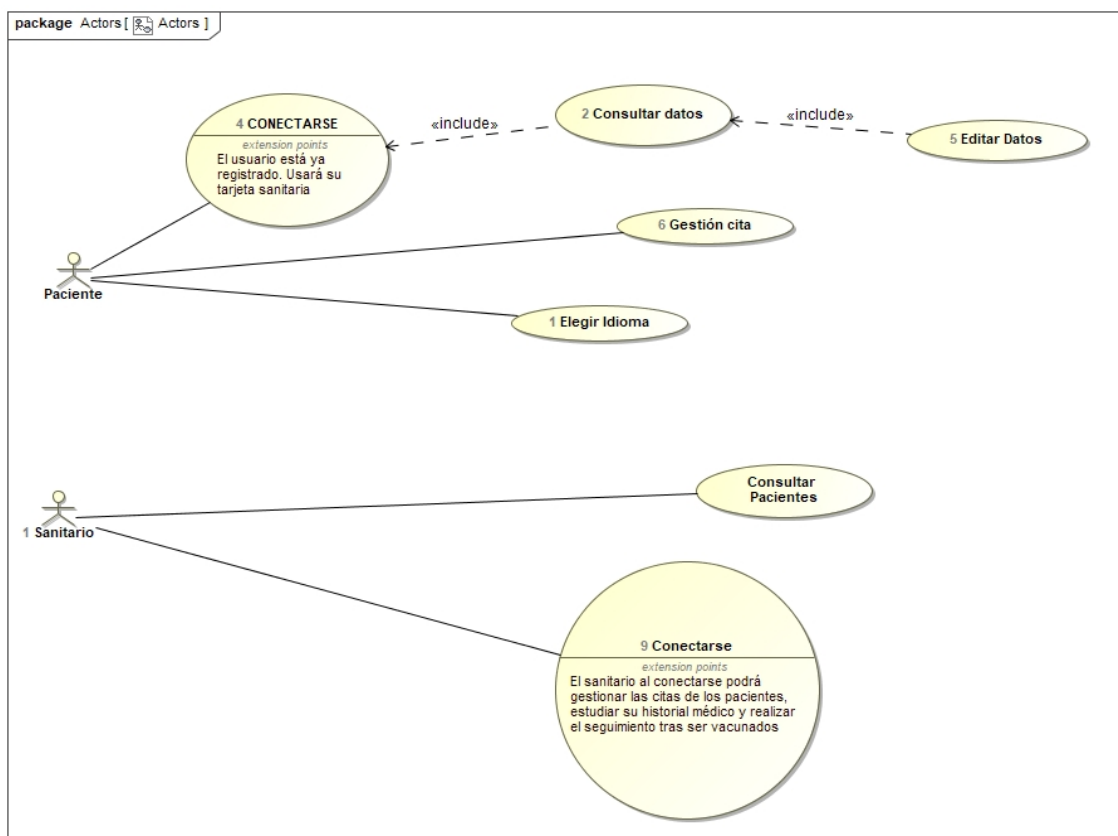 package Actors [ Actors ]
4 CONECTARSE
extension points
El usuario está ya
registrado. Usará su
tarjeta sanitaria
«include»
2 Consultar datos
«include»
5 Editar Datos
6 Gestión cita
Paciente
1 Elegir Idioma
Consultar
Pacientes
1 Sanitario
9 Conectarse
extension points
El sanitario al conectarse podrá
gestionar las citas de los pacientes,
estudiar su historial médico y realizar
el seguimiento tras ser vacunados